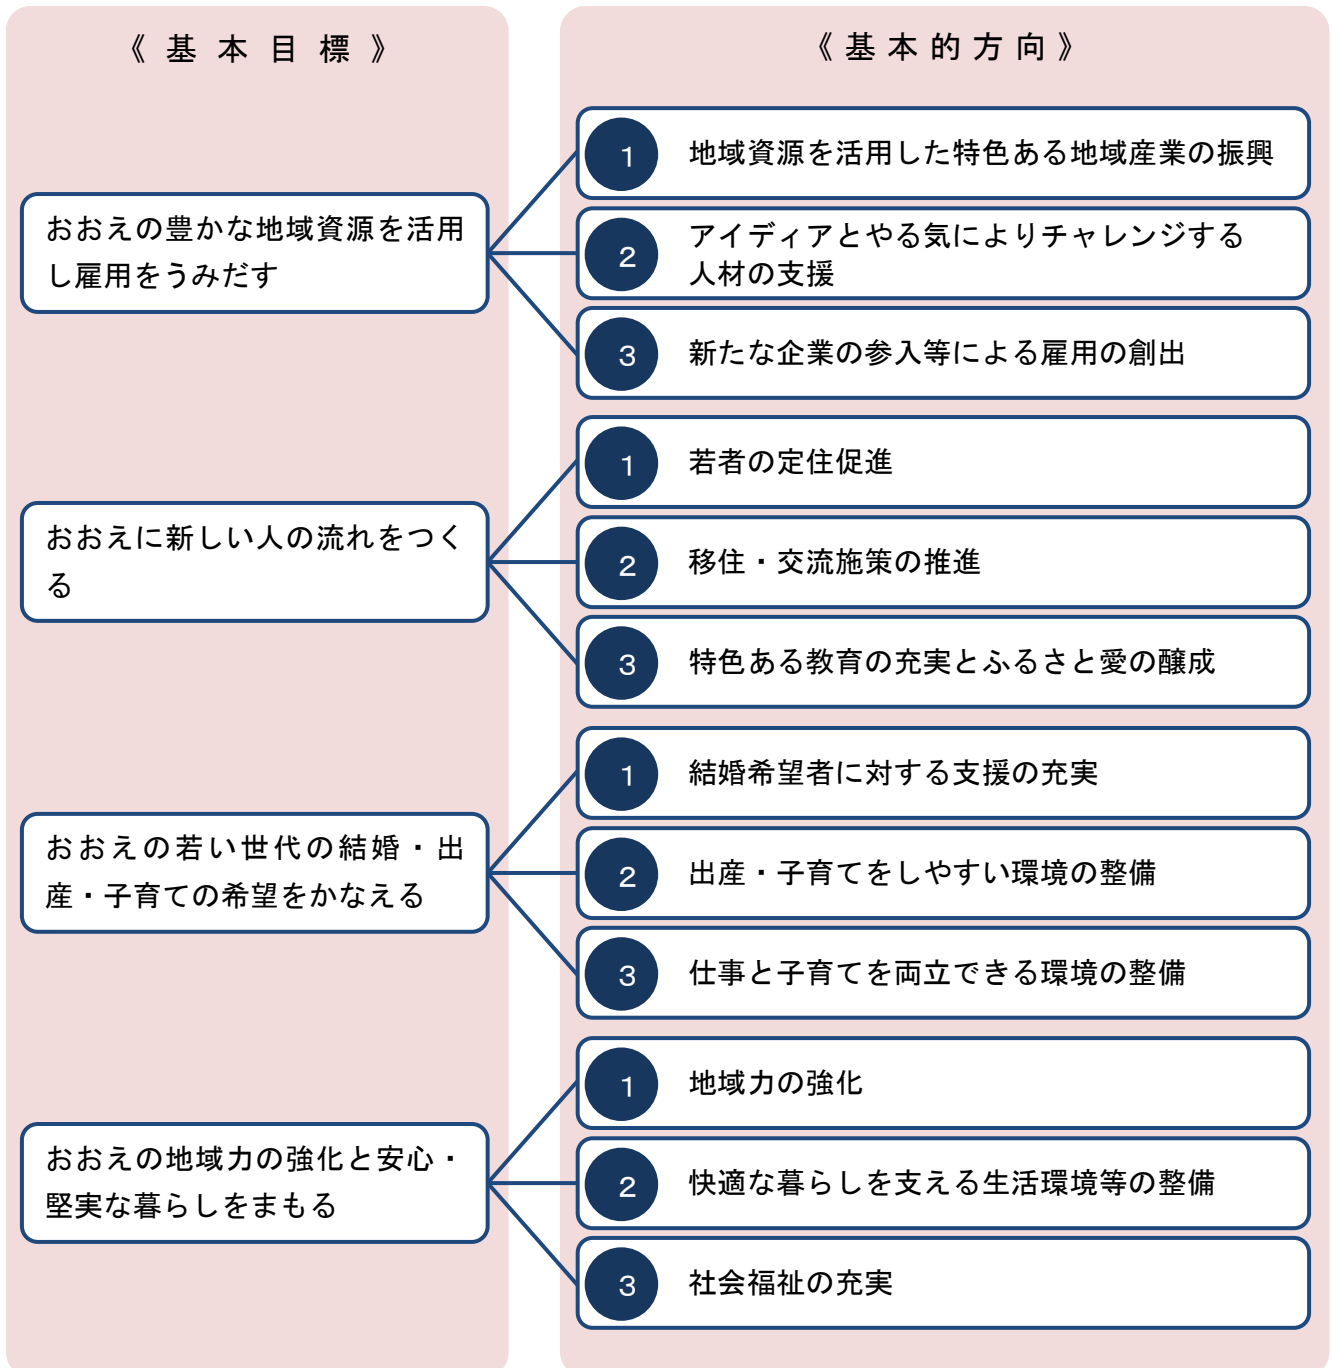 《基本目標》
《基本的方向》
おおえの豊かな地域資源を活用
し雇用をうみだす
1 地域資源を活用した特色ある地域産業の振興
2 アイディアとやる気によりチャレンジする
人材の支援
3 新たな企業の参入等による雇用の創出
おおえに新しい人の流れをつく
る
1 若者の定住促進
2 移住・交流施策の推進
3 特色ある教育の充実とふるさと愛の醸成
おおえの若い世代の結婚・出
産・子育ての希望をかなえる
1 結婚希望者に対する支援の充実
2 出産・子育てをしやすい環境の整備
3 仕事と子育てを両立できる環境の整備
おおえの地域力の強化と安心・
堅実な暮らしをまもる
1 地域力の強化
2 快適な暮らしを支える生活環境等の整備
3 社会福祉の充実